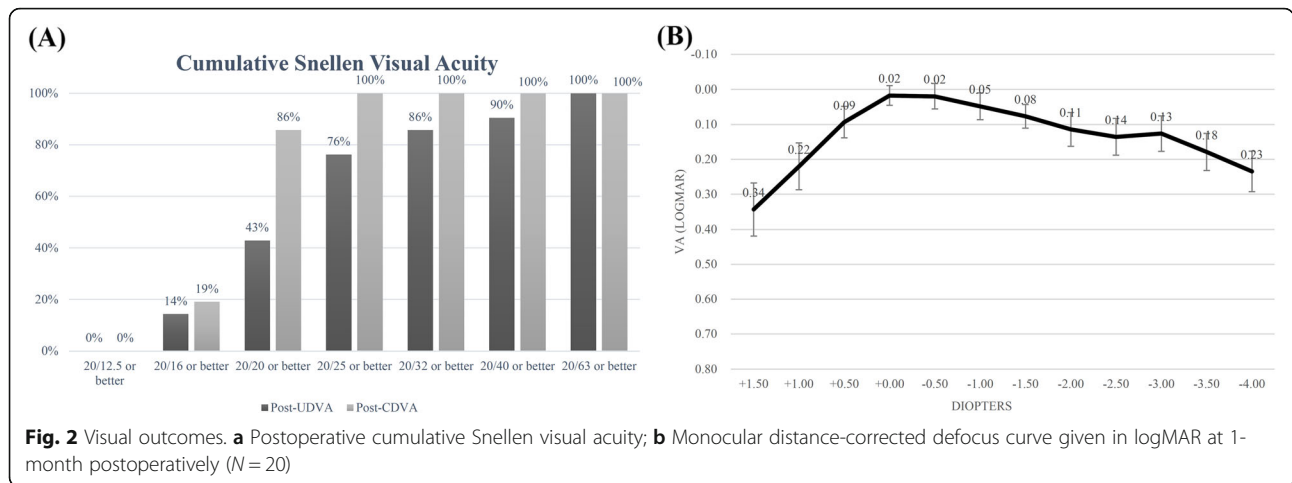 (A)
Cumulative Snellen Visual Acuity
100% 100% 100% 100% 100%
100%
90%
86% 86%
80%
76%
60%
43%
40%
20%
19%
14%
0% 0%
0%
20/12.5 or better
20/16 or better
20/20 or better
20/25 or better
20/32 or better
20/40 or better
20/63 or better
Post-UDVA Post-CDVA
(B)
-0.10
0.00
0.10
0.20
0.30
0.40
0.50
0.60
0.70
0.80
VA (LOGMAR)
0.34 0.22 0.09 0.02 0.02 0.05 0.08 0.11 0.14 0.13 0.18 0.23
+1.50 +1.00 +0.50 +0.00 -0.50 -1.00 -1.50 -2.00 -2.50 -3.00 -3.50 -4.00
DIOPTERS
Fig. 2 Visual outcomes. a Postoperative cumulative Snellen visual acuity; b Monocular distance-corrected defocus curve given in logMAR at 1-
month postoperatively (N = 20)